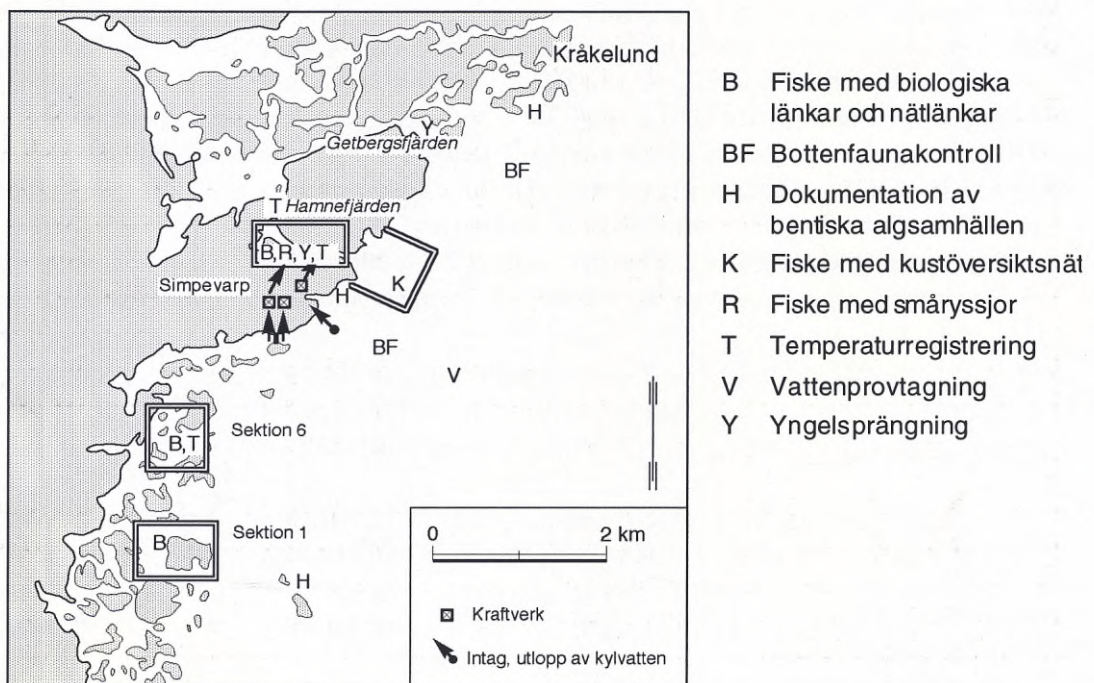 Kråkelund
H
Y
Getbergsfjärden
BF
T Hamnefjärden
B,R,Y,T
Simpevarp
H
K
BF
V
B,T
Sektion 6
B
Sektion 1
H
0 2 km
Kraftverk
Intag, utlopp av kylvatten
B Fiske med biologiska
länkar och nätlänkar
BF Bottenfaunakontroll
H Dokumentation av
bentiska algsamhällen
K Fiske med kustöversiktsnät
R Fiske med småryssjor
T Temperaturregistrering
V Vattenprovtagning
Y Yngelsprängning